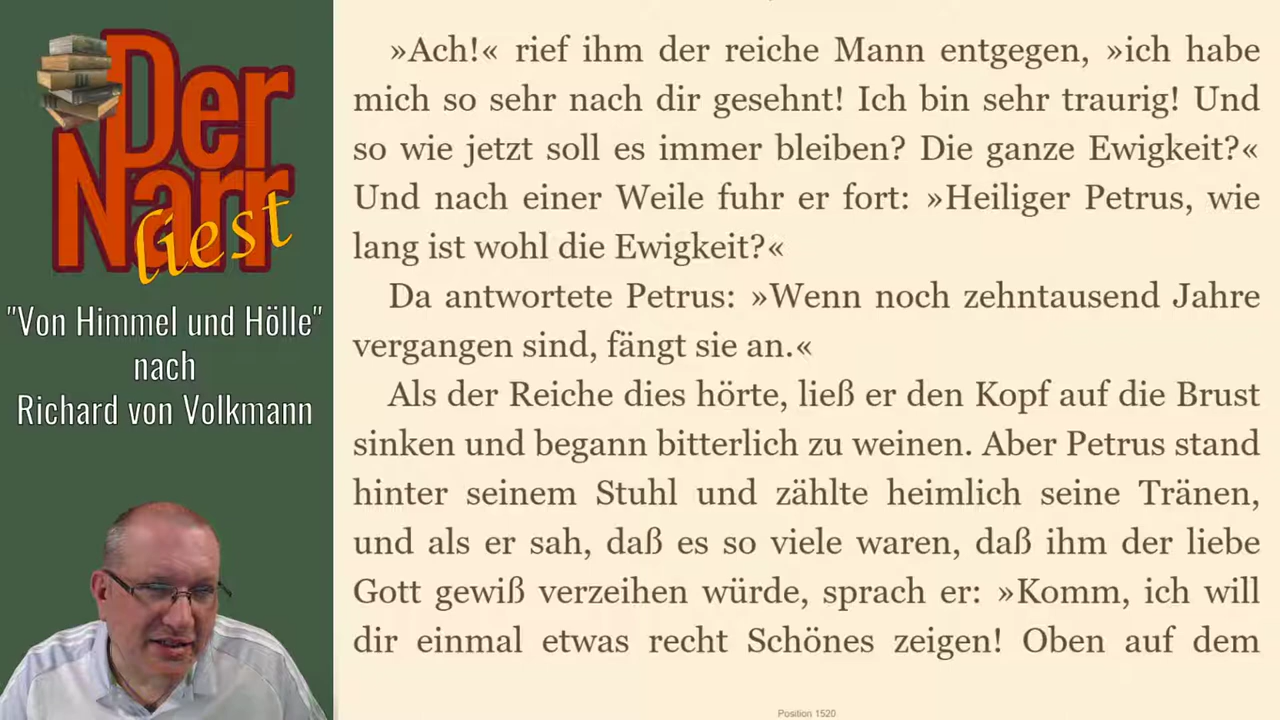 Der
Narr
liest
"Von Himmel und Hölle"
nach
Richard von Volkmann
»Ach!« rief ihm der reiche Mann entgegen, »ich habe
mich so sehr nach dir gesehnt! Ich bin sehr traurig! Und
so wie jetzt soll es immer bleiben? Die ganze Ewigkeit?«
Und nach einer Weile fuhr er fort: »Heiliger Petrus, wie
lang ist wohl die Ewigkeit?«
Da antwortete Petrus: »Wenn noch zehntausend Jahre
vergangen sind, fängt sie an.«
Als der Reiche dies hörte, ließ er den Kopf auf die Brust
sinken und begann bitterlich zu weinen. Aber Petrus stand
hinter seinem Stuhl und zählte heimlich seine Tränen,
und als er sah, daß es so viele waren, daß ihm der liebe
Gott gewiß verzeihen würde, sprach er: »Komm, ich will
dir einmal etwas recht Schönes zeigen! Oben auf dem
Position 1520